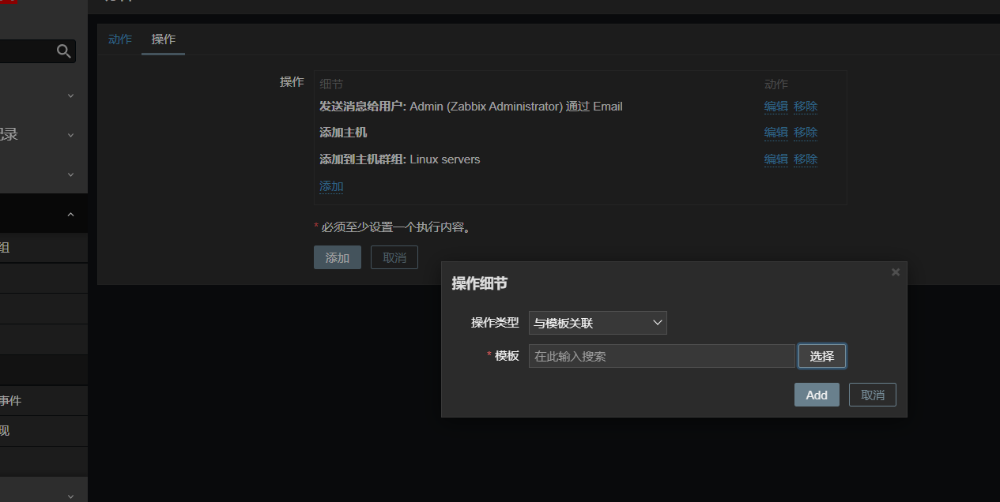 动作 操作
操作 细节 动作
发送消息给用户: Admin (Zabbix Administrator) 通过 Email 编辑 移除
添加主机 编辑 移除
记录
添加到主机群组: Linux servers 编辑 移除
添加
* 必须至少设置一个执行内容。
组
添加 取消
操作细节
操作类型 与模板关联
* 模板 在此输入搜索 选择
Add 取消
事件
现